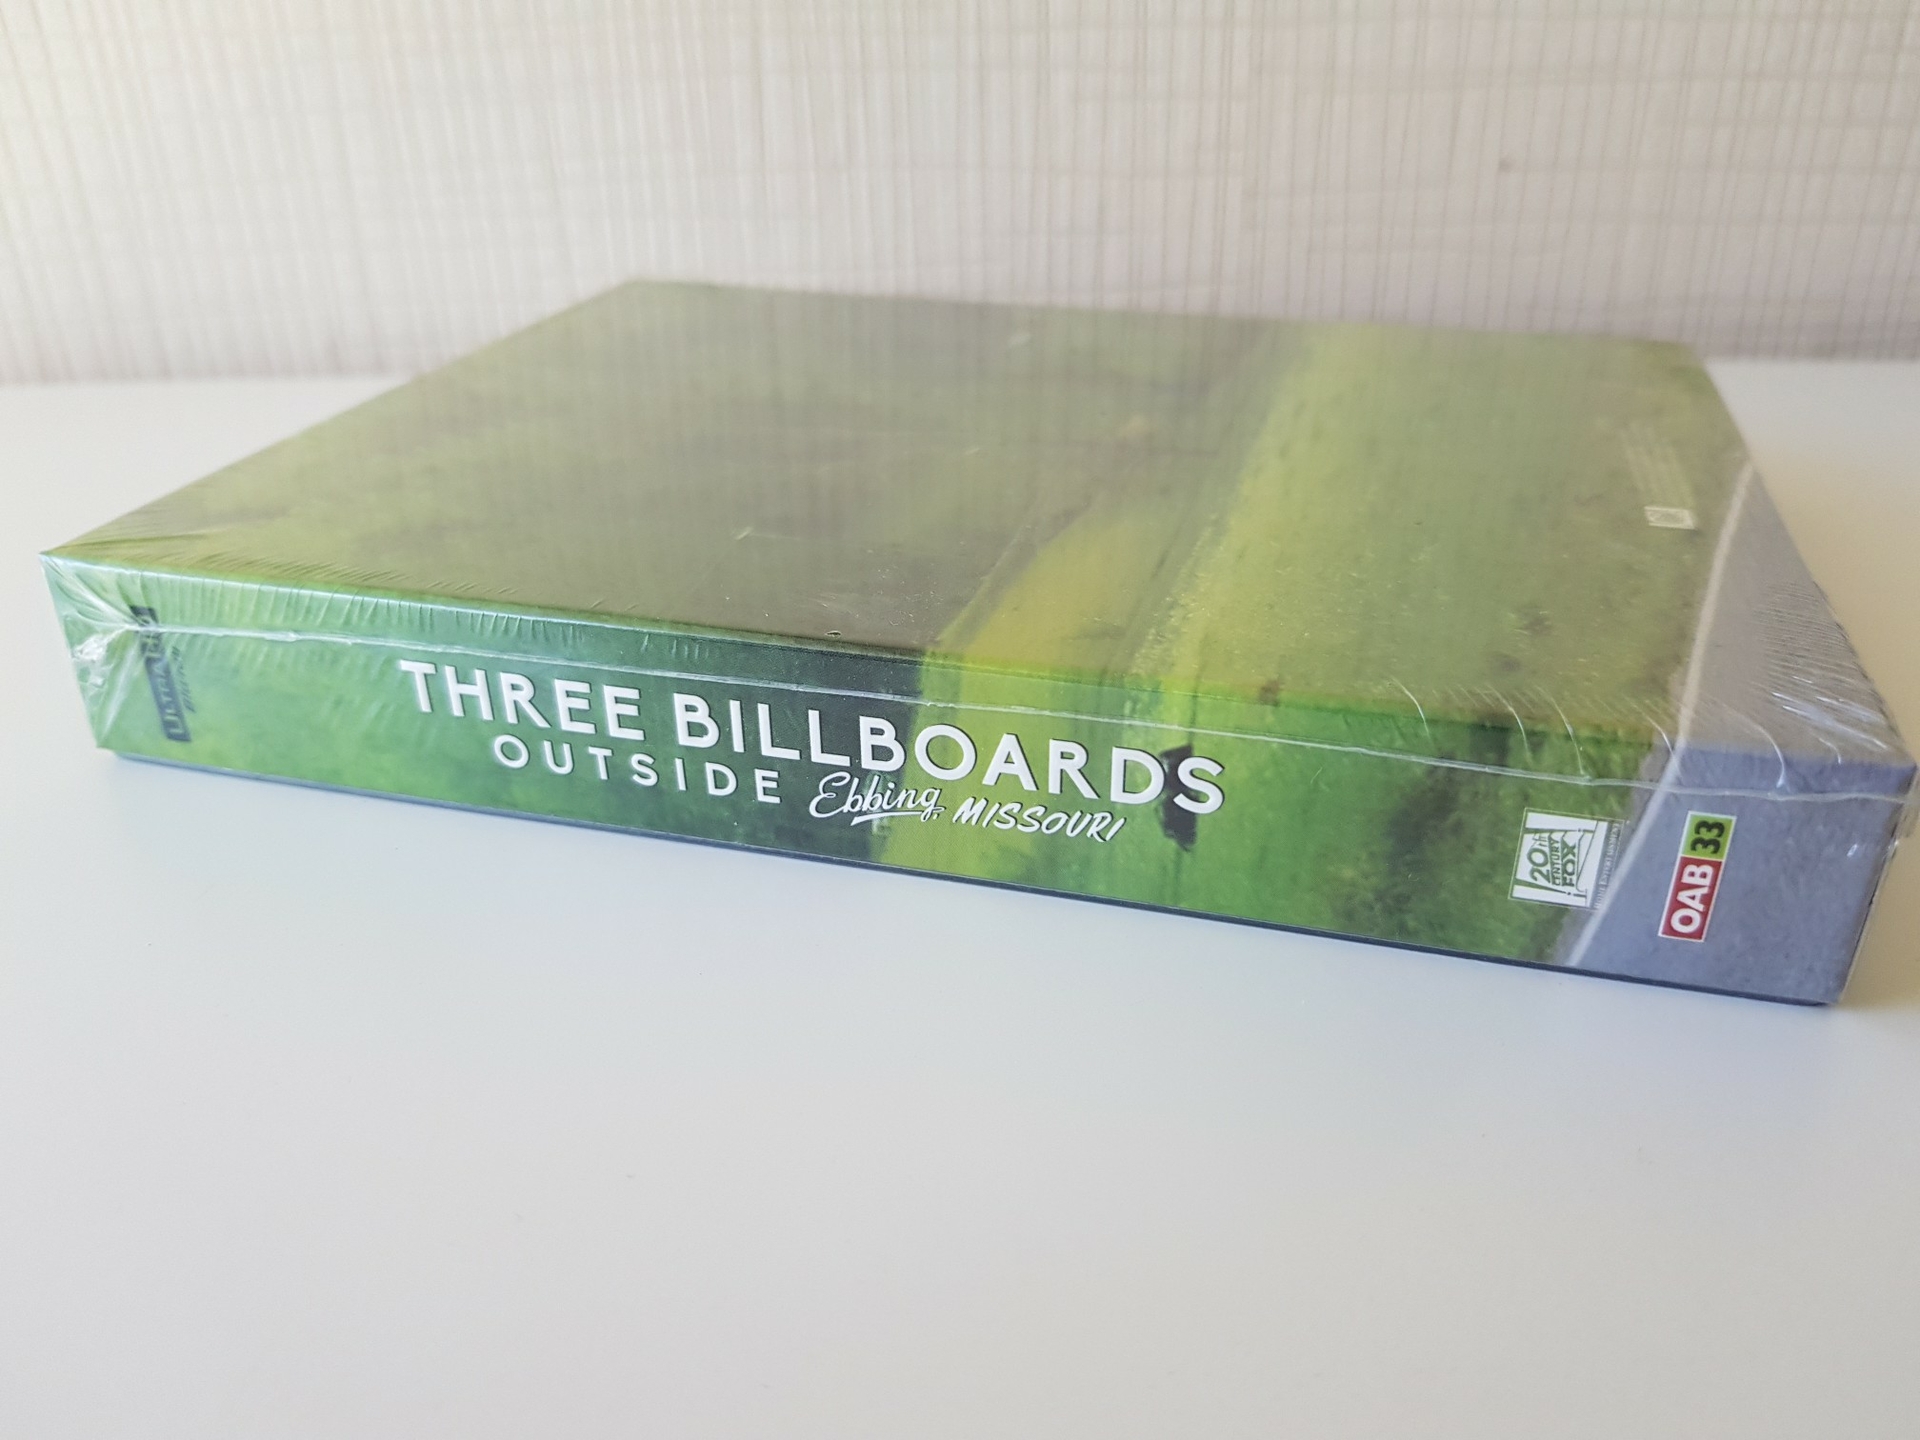 THREE BILLBOARDS
OUTSIDE Ebbing, MISSOURI
20th
CENTURY
FOX
OAB 33